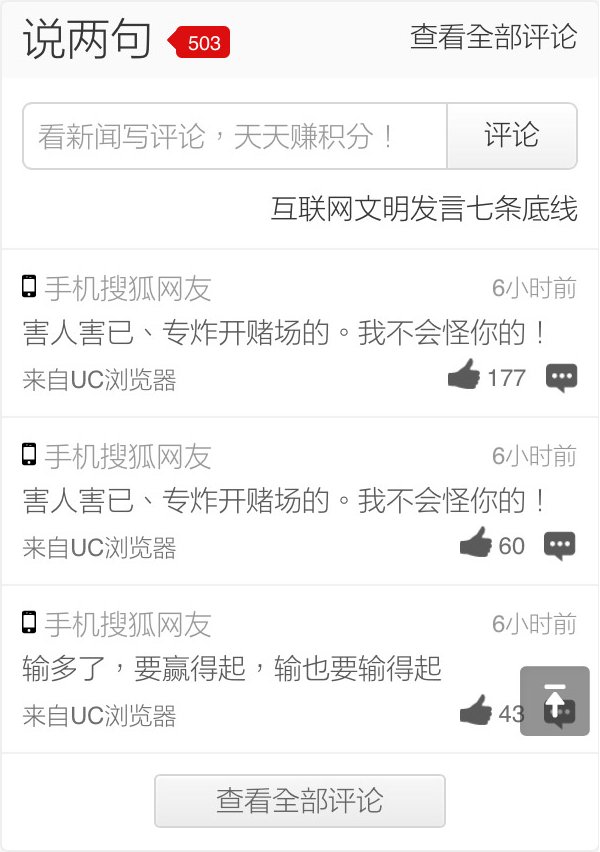 说两句 503 查看全部评论
看新闻写评论，天天赚积分！ 评论
互联网文明发言七条底线
手机搜狐网友 6小时前
害人害已、专炸开赌场的。我不会怪你的！
来自UC浏览器 177
手机搜狐网友 6小时前
害人害已、专炸开赌场的。我不会怪你的！
来自UC浏览器 60
手机搜狐网友 6小时前
输多了，要赢得起，输也要输得起
来自UC浏览器 43
查看全部评论